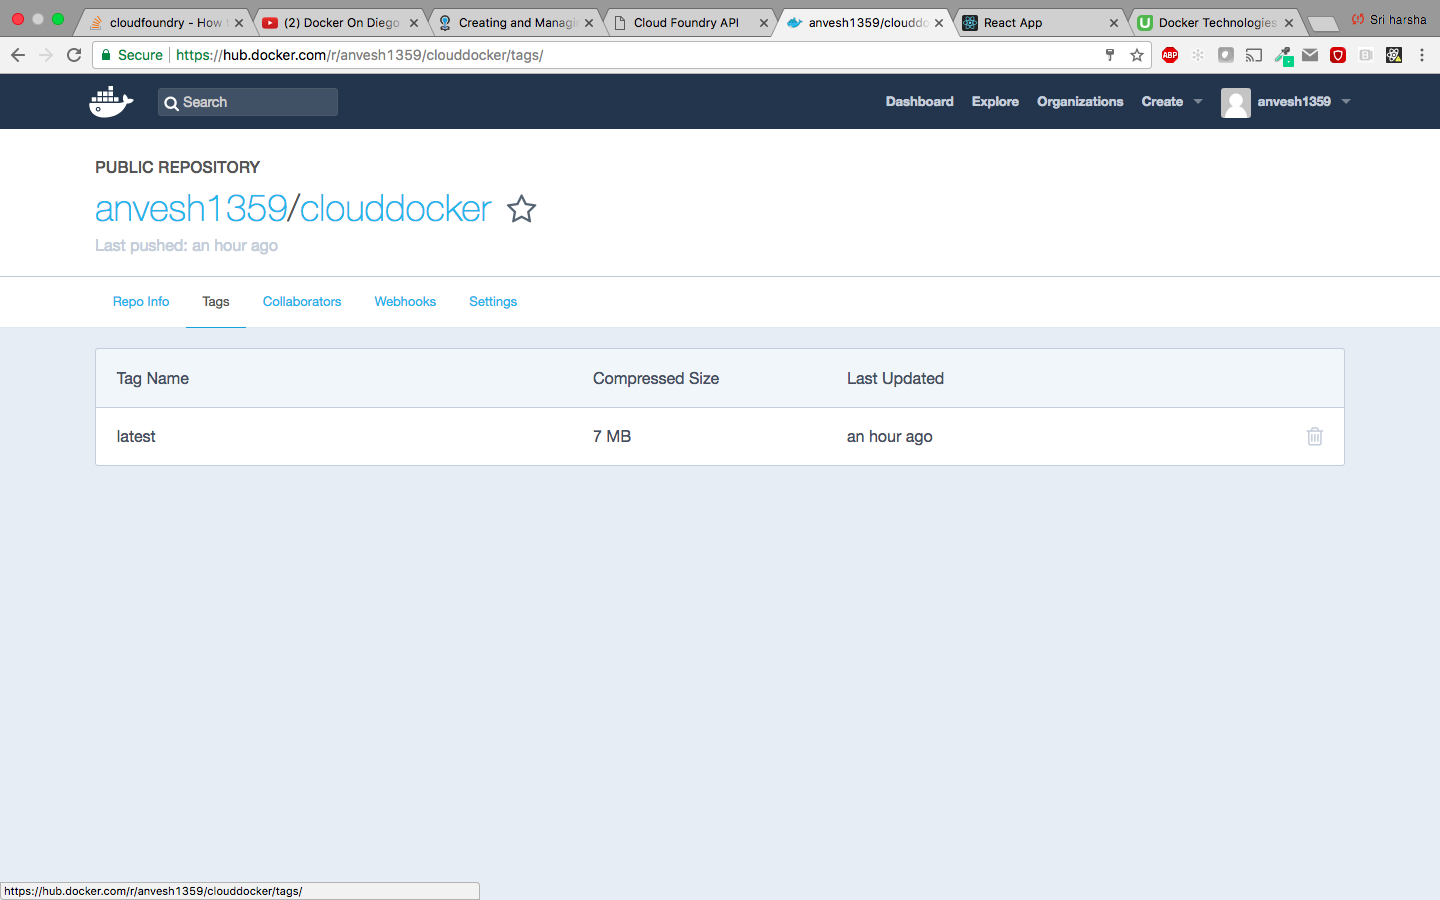 cloudfoundry - How t
(2) Docker On Diego
Creating and Managi
Cloud Foundry API
anvesh1359/clouddo
React App
Docker Technologies
Sri harsha
Secure
https://hub.docker.com/r/anvesh1359/clouddocker/tags/
ABP
Search
Dashboard
Explore
Organizations
Create
anvesh1359
PUBLIC REPOSITORY
anvesh1359/clouddocker
Last pushed: an hour ago
Repo Info
Tags
Collaborators
Webhooks
Settings
Tag Name
Compressed Size
Last Updated
latest
7 MB
an hour ago
https://hub.docker.com/r/anvesh1359/clouddocker/tags/